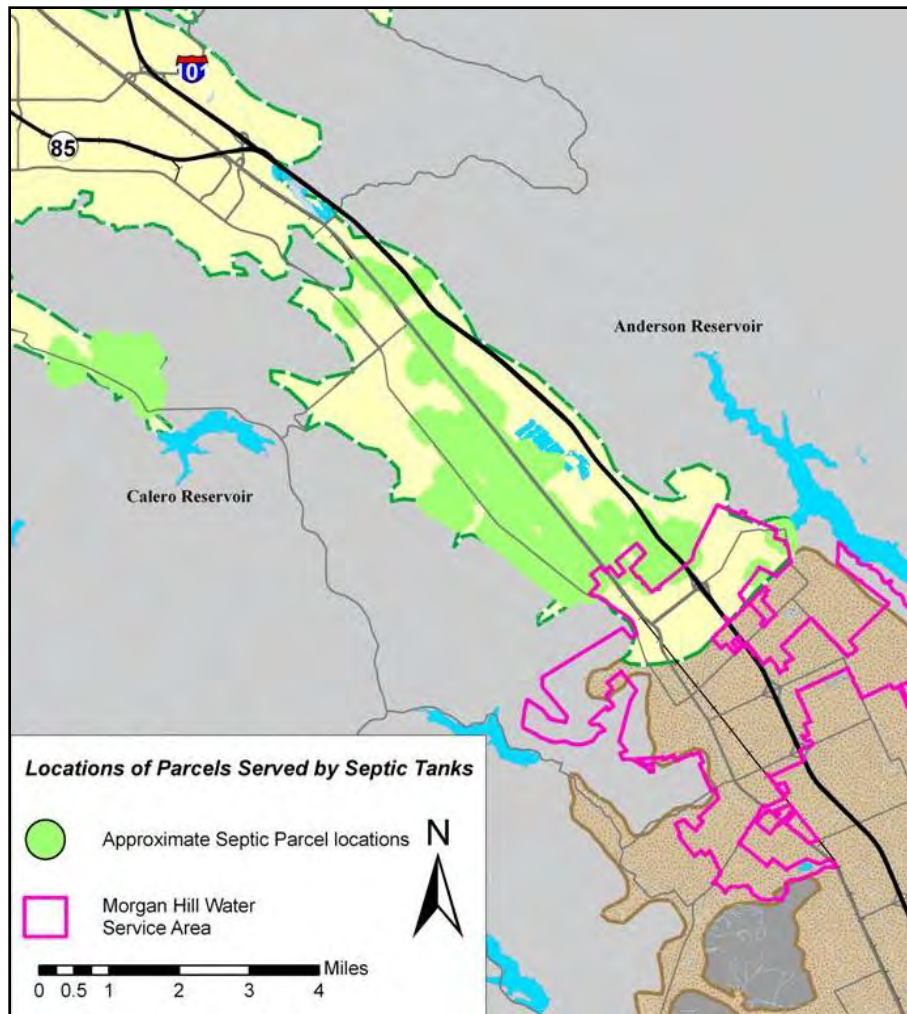 101
85
Anderson Reservoir
Calero Reservoir
Locations of Parcels Served by Septic Tanks
Approximate Septic Parcel locations
N
Morgan Hill Water
Service Area
Miles
0 0.5 1 2 3 4